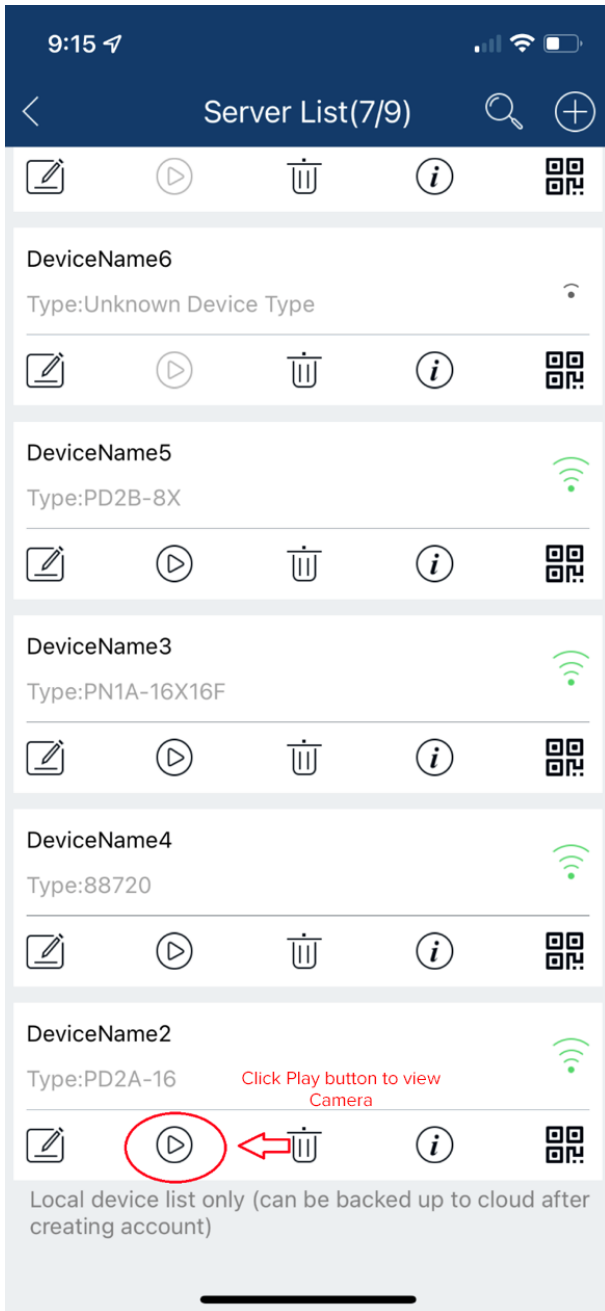 9:15
Server List(7/9)
DeviceName6
Type:Unknown Device Type
DeviceName5
Type:PD2B-8X
DeviceName3
Type:PN1A-16X16F
DeviceName4
Type:88720
DeviceName2
Type:PD2A-16
Click Play button to view
Camera
Local device list only (can be backed up to cloud after
creating account)